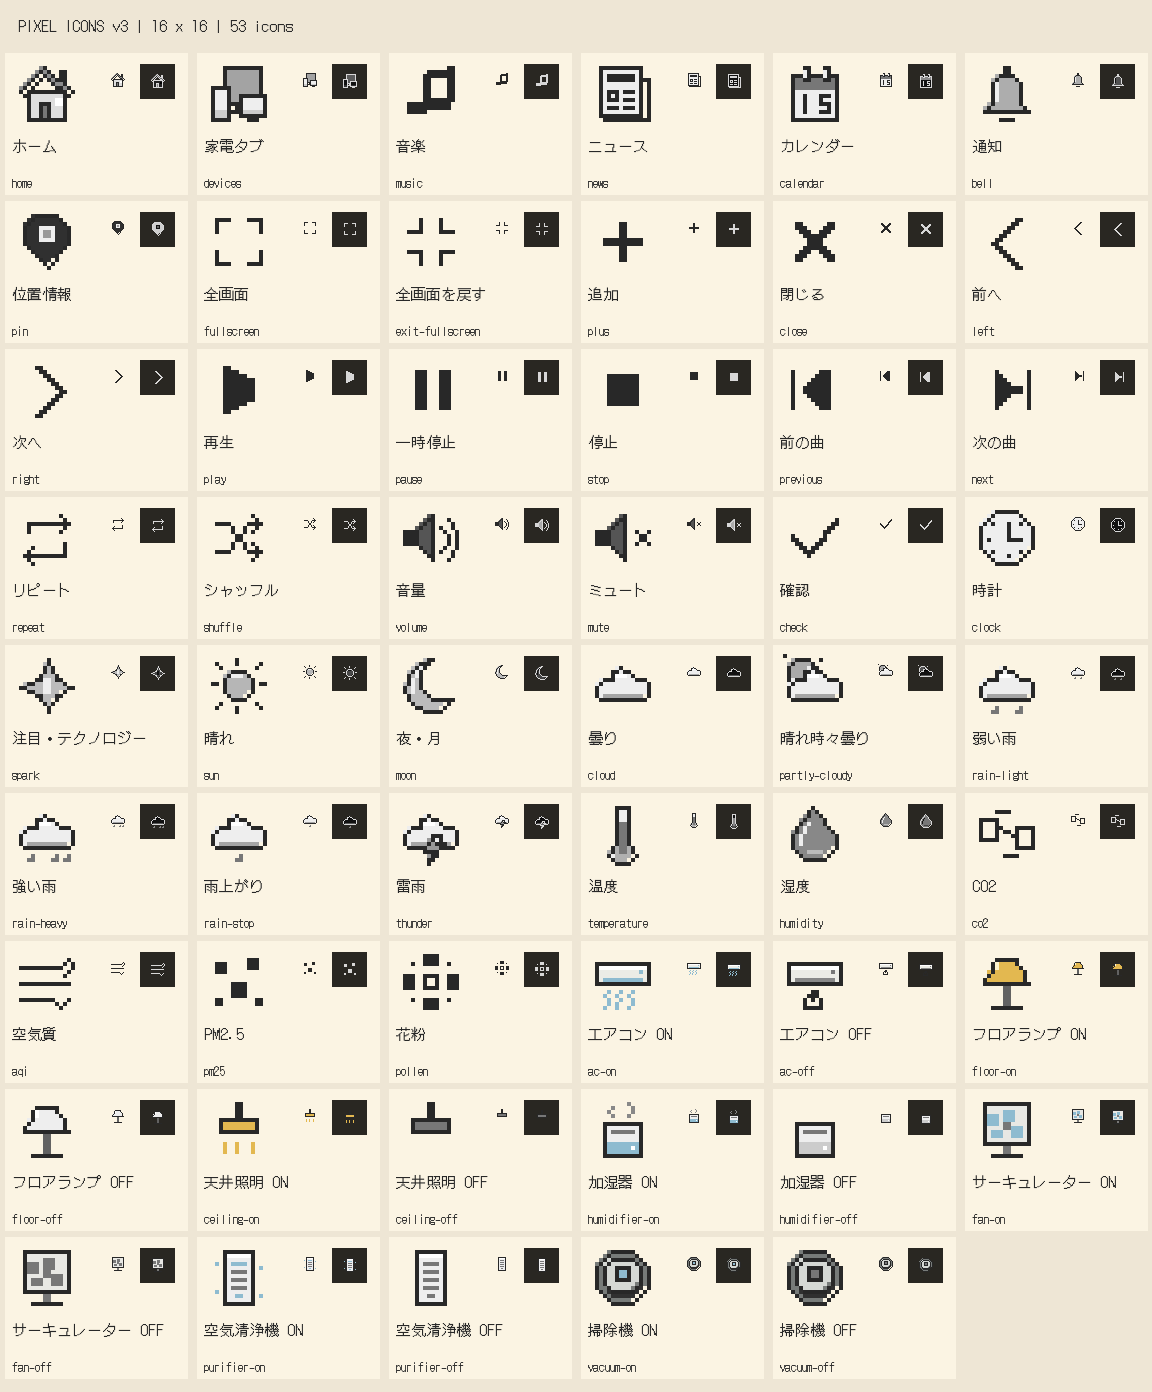 PIXEL ICONS v3 | 16 x 16 | 53 icons
15
ホーム
home
家電タブ
devices
音楽
music
ニュース
news
カレンダー
calendar
通知
bell
位置情報
pin
全画面
fullscreen
全画面を戻す
exit-fullscreen
追加
plus
閉じる
close
前へ
left
次へ
right
再生
play
一時停止
pause
停止
stop
前の曲
previous
次の曲
next
リピート
repeat
シャッフル
shuffle
音量
volume
ミュート
mute
確認
check
時計
clock
注目・テクノロジー
spark
晴れ
sun
夜・月
moon
曇り
cloud
晴れ時々曇り
partly-cloudy
弱い雨
rain-light
強い雨
rain-heavy
雨上がり
rain-stop
雷雨
thunder
温度
temperature
湿度
humidity
CO2
co2
空気質
aqi
PM2.5
pm25
花粉
pollen
エアコン ON
ac-on
エアコン OFF
ac-off
フロアランプ ON
floor-on
フロアランプ OFF
floor-off
天井照明 ON
ceiling-on
天井照明 OFF
ceiling-off
加湿器 ON
humidifier-on
加湿器 OFF
humidifier-off
サーキュレーター ON
fan-on
サーキュレーター OFF
fan-off
空気清浄機 ON
purifier-on
空気清浄機 OFF
purifier-off
掃除機 ON
vacuum-on
掃除機 OFF
vacuum-off